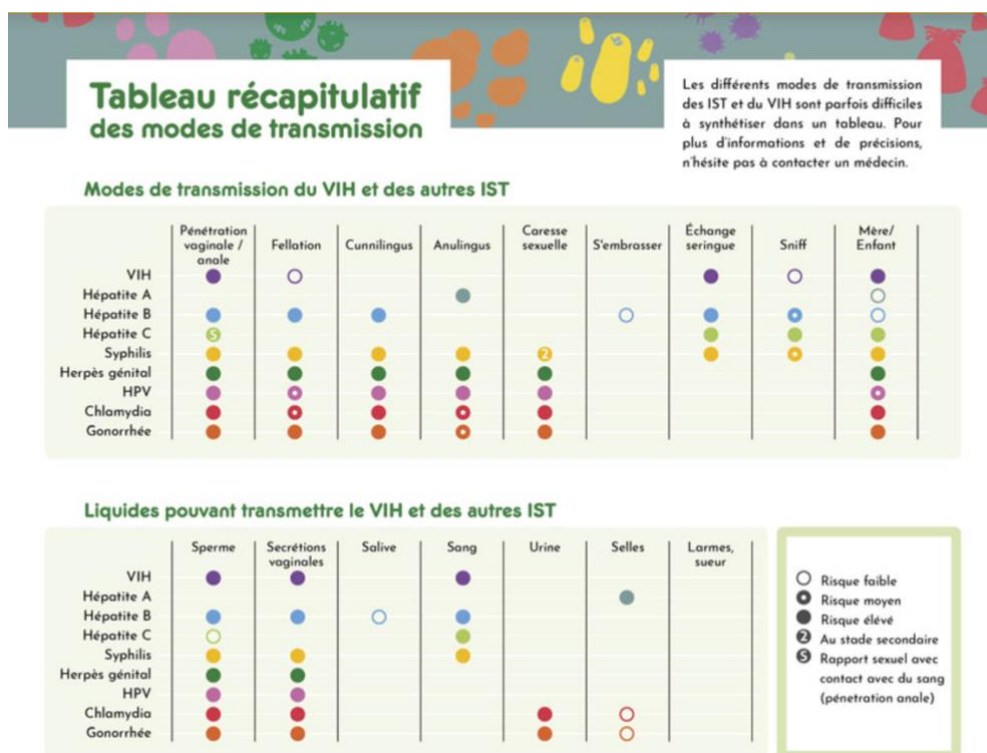 Tableau récapitulatif
des modes de transmission
Les différents modes de transmission
des IST et du VIH sont parfois difficiles
à synthétiser dans un tableau. Pour
plus d'informations et de précisions,
n'hésite pas à contacter un médecin.
Modes de transmission du VIH et des autres IST
Pénétration
vaginale /
anale
Fellation
Cunnilingus
Anulingus
Caresse
sexuelle
S'embrasser
Échange
seringue
Sniff
Mère/
Enfant
VIH
Hépatite A
Hépatite B
Hépatite C S
Syphilis 2
Herpès génital
HPV
Chlamydia
Gonorrhée
Liquides pouvant transmettre le VIH et des autres IST
Sperme
Secrétions
vaginales
Salive
Sang
Urine
Selles
Larmes,
sueur
VIH
Hépatite A
Hépatite B
Hépatite C
Syphilis
Herpès génital
HPV
Chlamydia
Gonorrhée
Risque faible
Risque moyen
Risque élévé
2 Au stade secondaire
S Rapport sexuel avec
contact avec du sang
(pénetration anale)